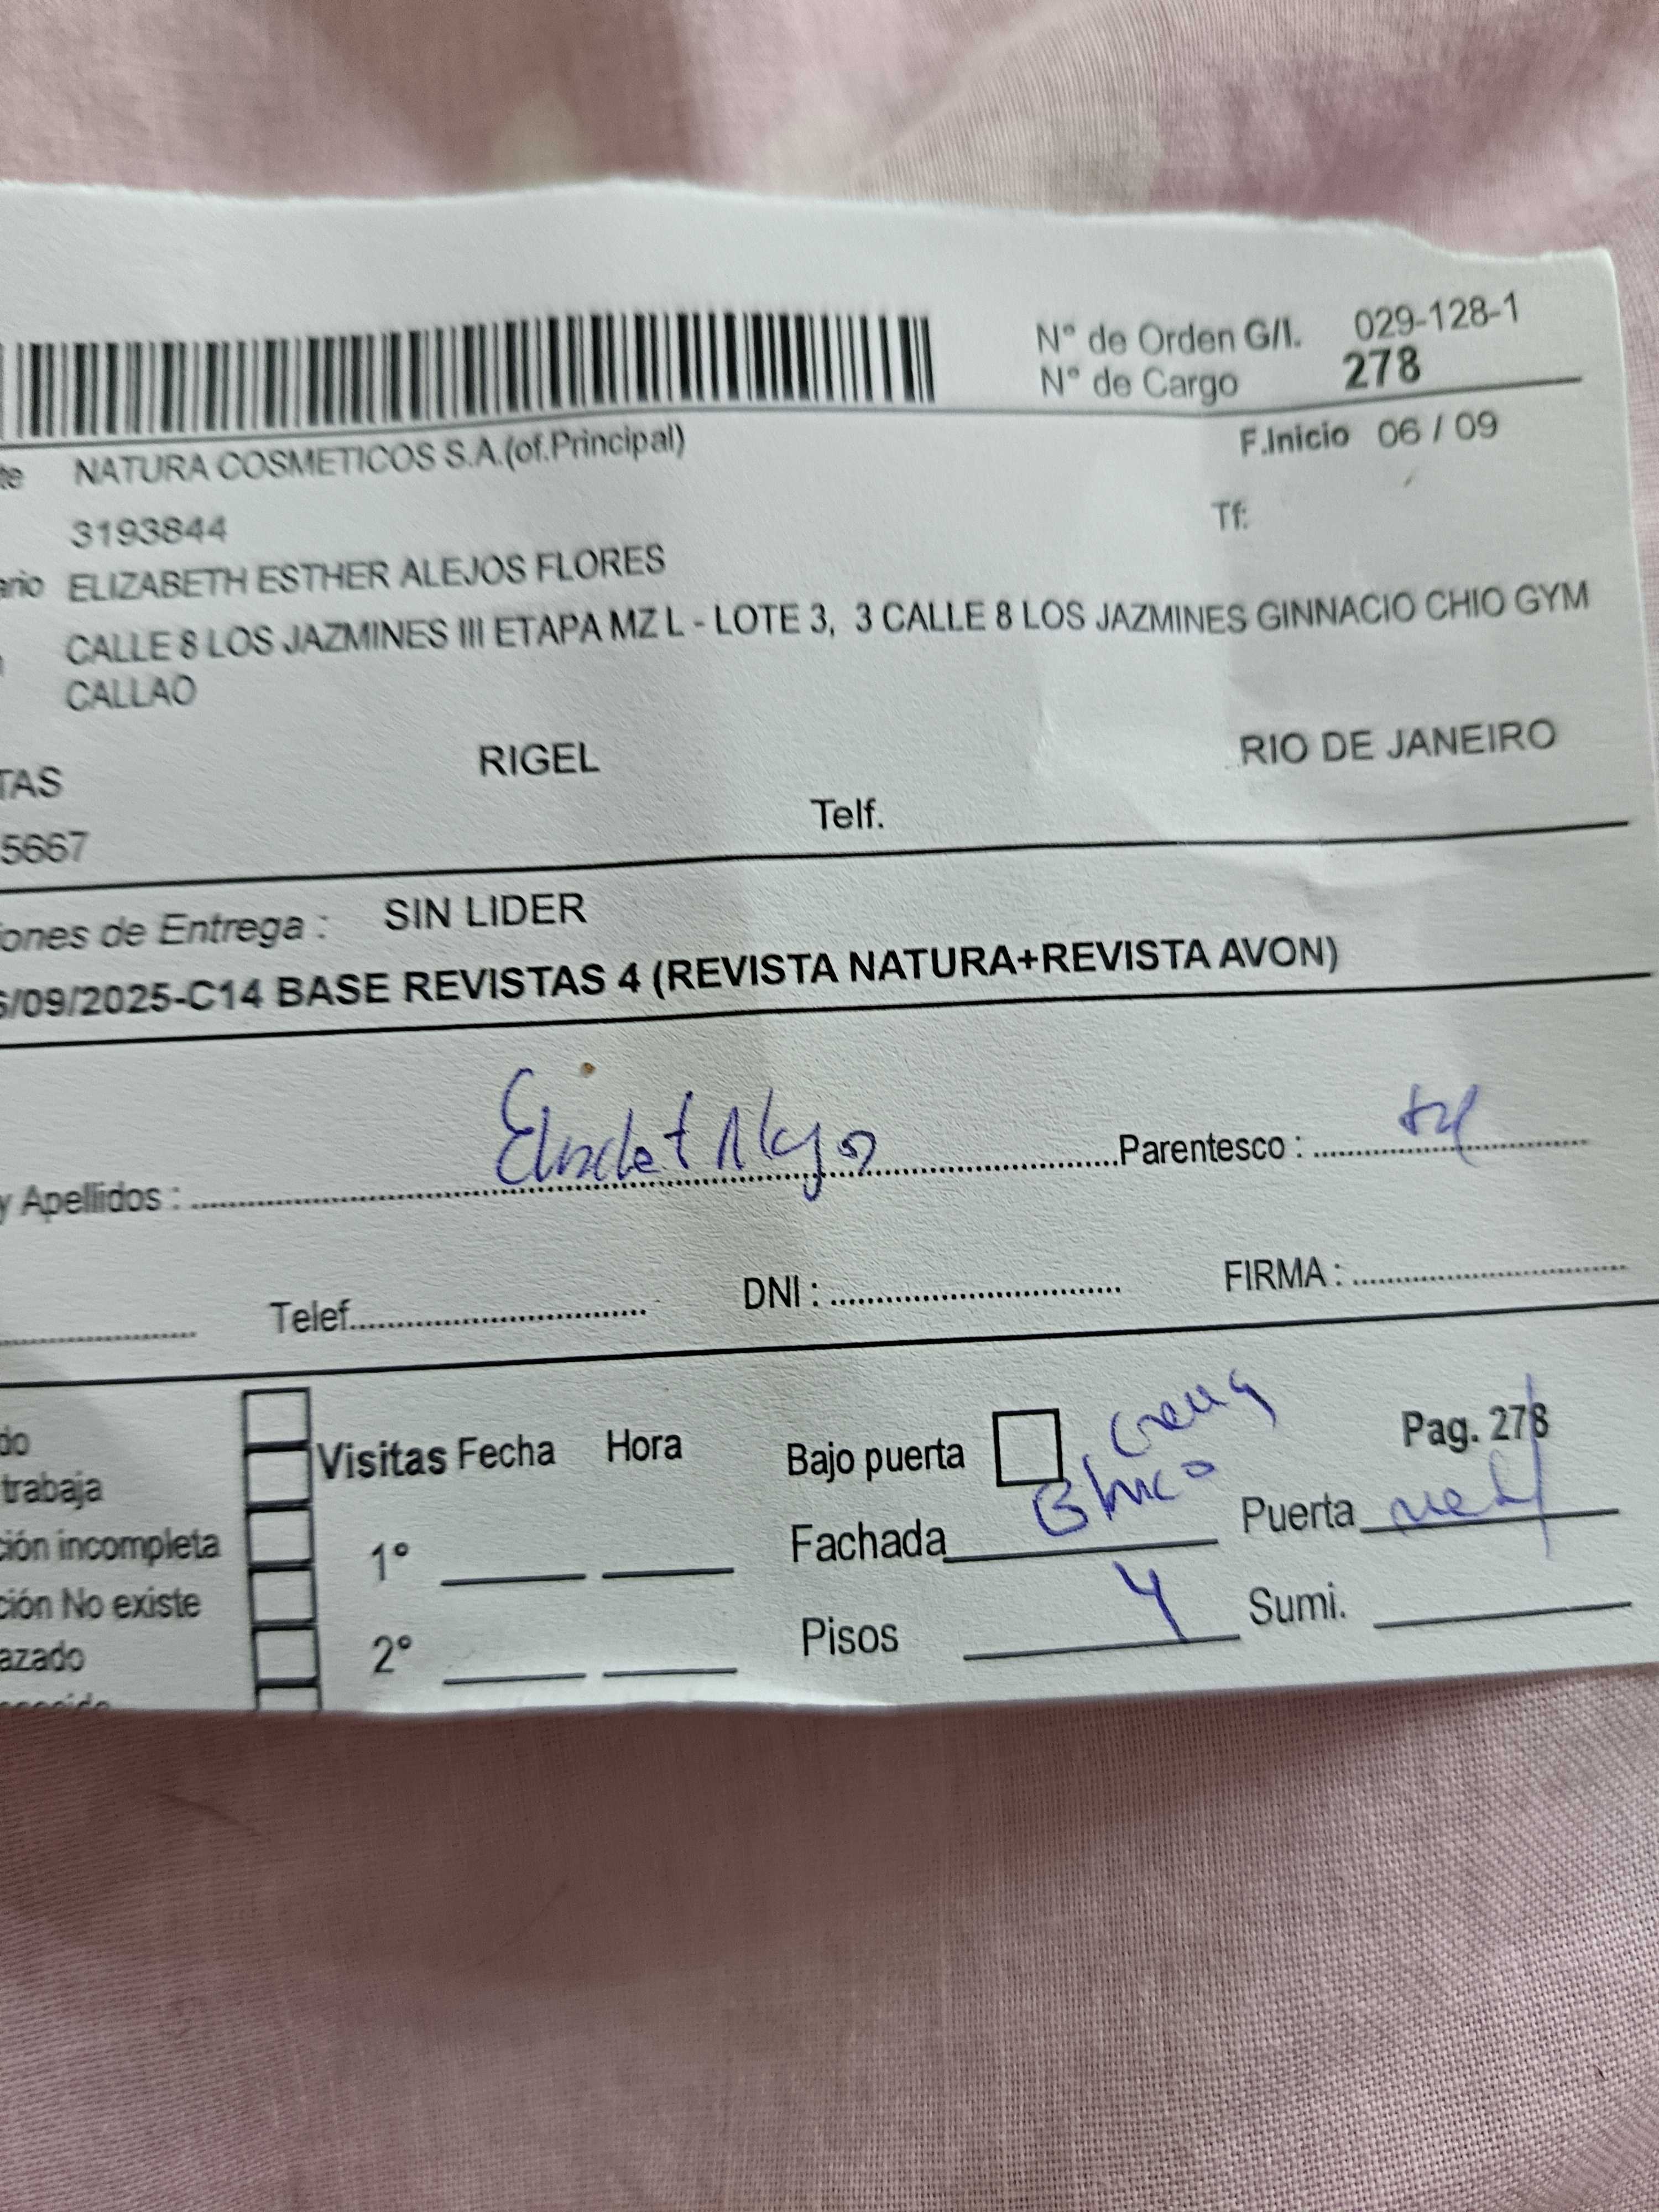 N° de Orden G/I. 029-128-1
N° de Cargo 278
te NATURA COSMETICOS S.A.(of.Principal) F.Inicio 06 / 09
3193844 Tf:
ario ELIZABETH ESTHER ALEJOS FLORES
CALLE 8 LOS JAZMINES III ETAPA MZ L - LOTE 3, 3 CALLE 8 LOS JAZMINES GINNACIO CHIO GYM
CALLAO
TAS RIGEL RIO DE JANEIRO
5667 Telf.
iones de Entrega : SIN LIDER
6/09/2025-C14 BASE REVISTAS 4 (REVISTA NATURA+REVISTA AVON)
y Apellidos : Parentesco :
Telef. DNI : FIRMA :
do Visitas Fecha Hora Bajo puerta Pag. 278
trabaja
ción incompleta 1° Fachada Puerta
ción No existe
azado 2° Pisos 4 Sumi.